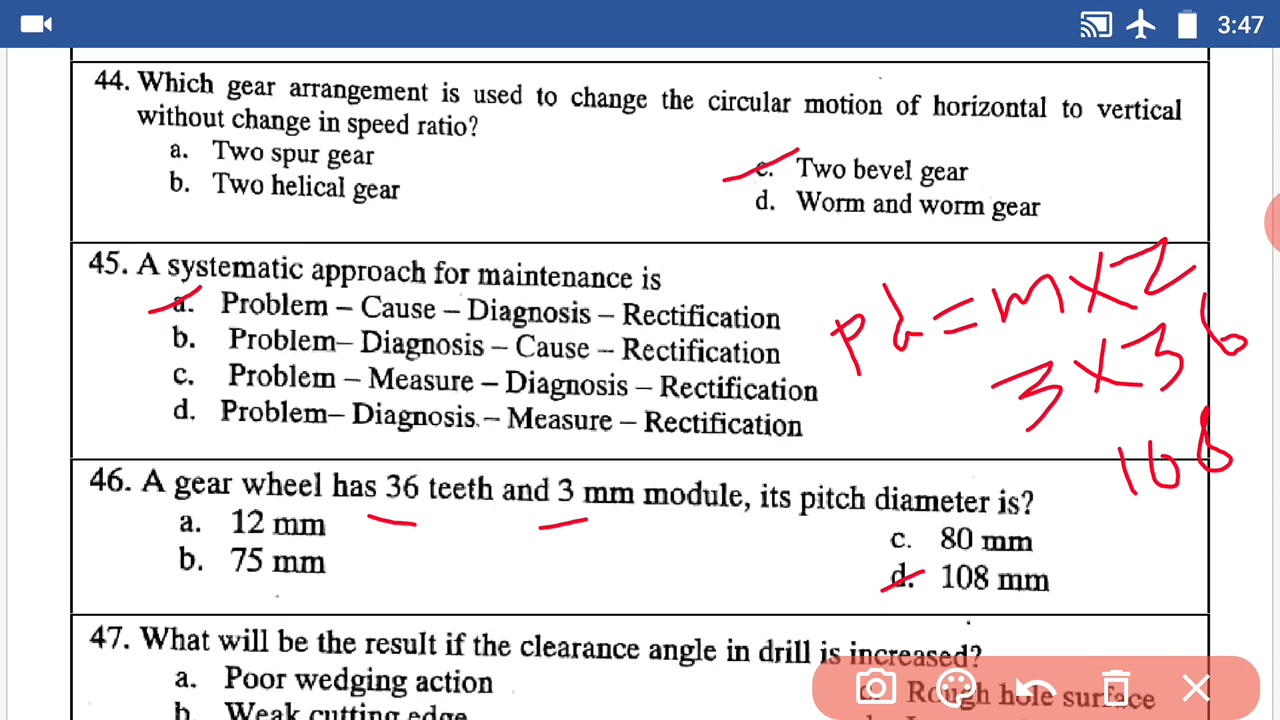 3:47
44. Which gear arrangement is used to change the circular motion of horizontal to vertical
without change in speed ratio?
a. Two spur gear
c. Two bevel gear
b. Two helical gear
d. Worm and worm gear
45. A systematic approach for maintenance is
a. Problem – Cause – Diagnosis – Rectification
b. Problem– Diagnosis – Cause – Rectification
c. Problem – Measure – Diagnosis – Rectification
d. Problem– Diagnosis – Measure – Rectification
pd = m x z
3 x 36
108
46. A gear wheel has 36 teeth and 3 mm module, its pitch diameter is?
a. 12 mm
c. 80 mm
b. 75 mm
d. 108 mm
47. What will be the result if the clearance angle in drill is increased?
a. Poor wedging action
c. Rough hole surface
b. Weak cutting edge